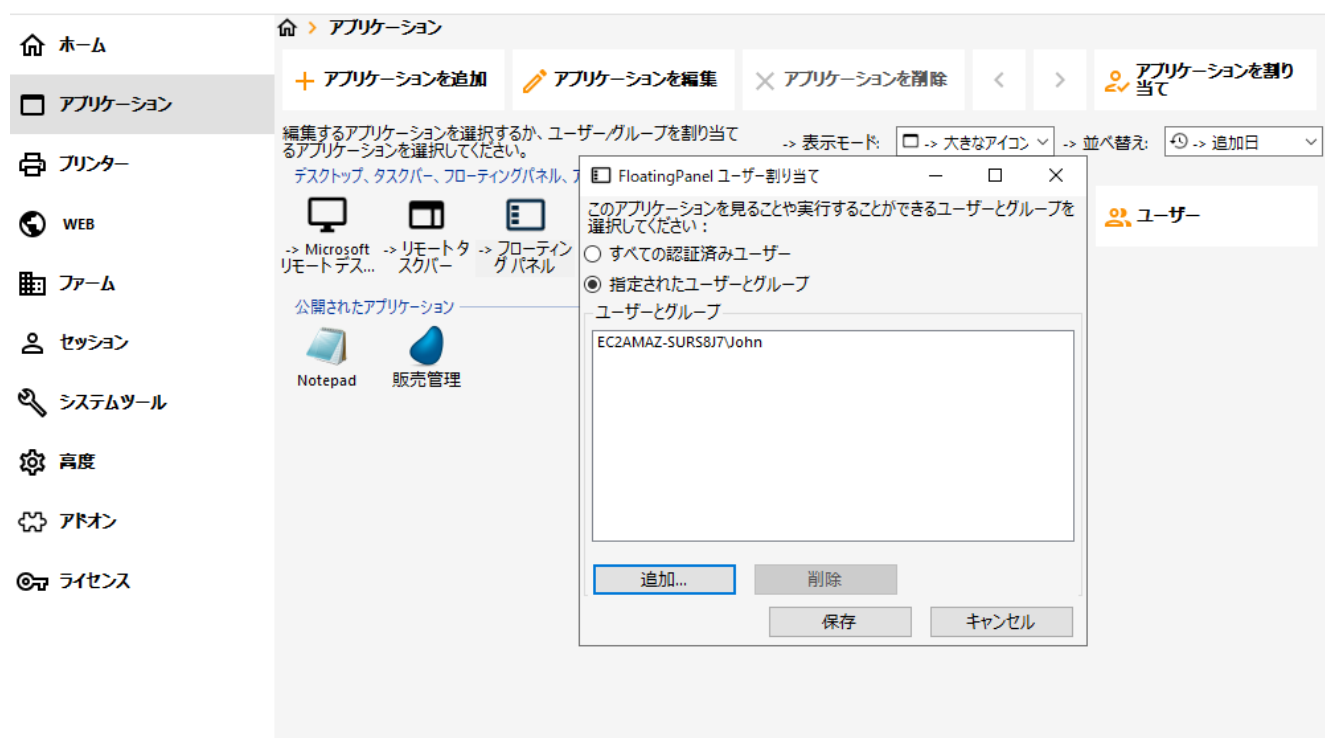 アプリケーション
ホーム
アプリケーション
プリンター
WEB
ファーム
セッション
システムツール
高度
アドオン
ライセンス
アプリケーションを追加
アプリケーションを編集
アプリケーションを削除
アプリケーションを割り
当て
編集するアプリケーションを選択するか、ユーザー/グループを割り当て
るアプリケーションを選択してください。
-> 表示モード:
-> 大きなアイコン
-> 並べ替え:
-> 追加日
デスクトップ、タスクバー、フローティングパネル、
-> Microsoft
リモートデス...
-> リモートタ
スクバー
-> フローティン
グ パネル
公開されたアプリケーション
Notepad
販売管理
ユーザー
FloatingPanel ユーザー割り当て
このアプリケーションを見ることや実行することができるユーザーとグループを
選択してください：
すべての認証済みユーザー
指定されたユーザーとグループ
ユーザーとグループ
EC2AMAZ-SURS8J7\John
追加...
削除
保存
キャンセル